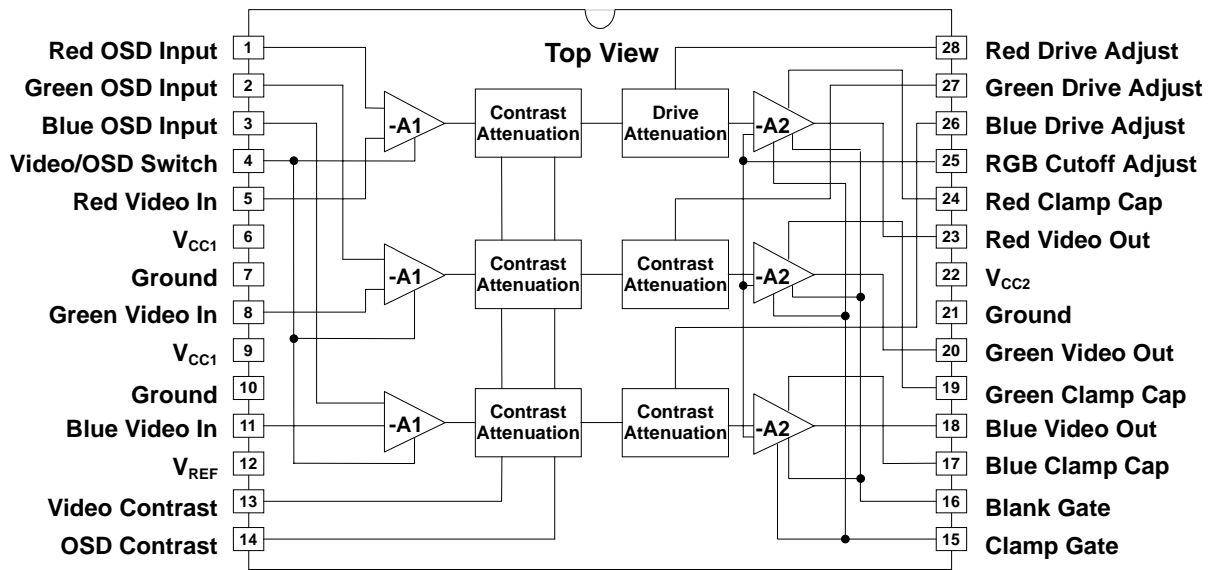 Top View
Red OSD Input 1
Green OSD Input 2
Blue OSD Input 3
Video/OSD Switch 4
Red Video In 5
VCC1 6
Ground 7
Green Video In 8
VCC1 9
Ground 10
Blue Video In 11
VREF 12
Video Contrast 13
OSD Contrast 14
-A1
Contrast
Attenuation
Drive
Attenuation
-A2
-A1
Contrast
Attenuation
Contrast
Attenuation
-A2
-A1
Contrast
Attenuation
Contrast
Attenuation
-A2
28 Red Drive Adjust
27 Green Drive Adjust
26 Blue Drive Adjust
25 RGB Cutoff Adjust
24 Red Clamp Cap
23 Red Video Out
22 VCC2
21 Ground
20 Green Video Out
19 Green Clamp Cap
18 Blue Video Out
17 Blue Clamp Cap
16 Blank Gate
15 Clamp Gate